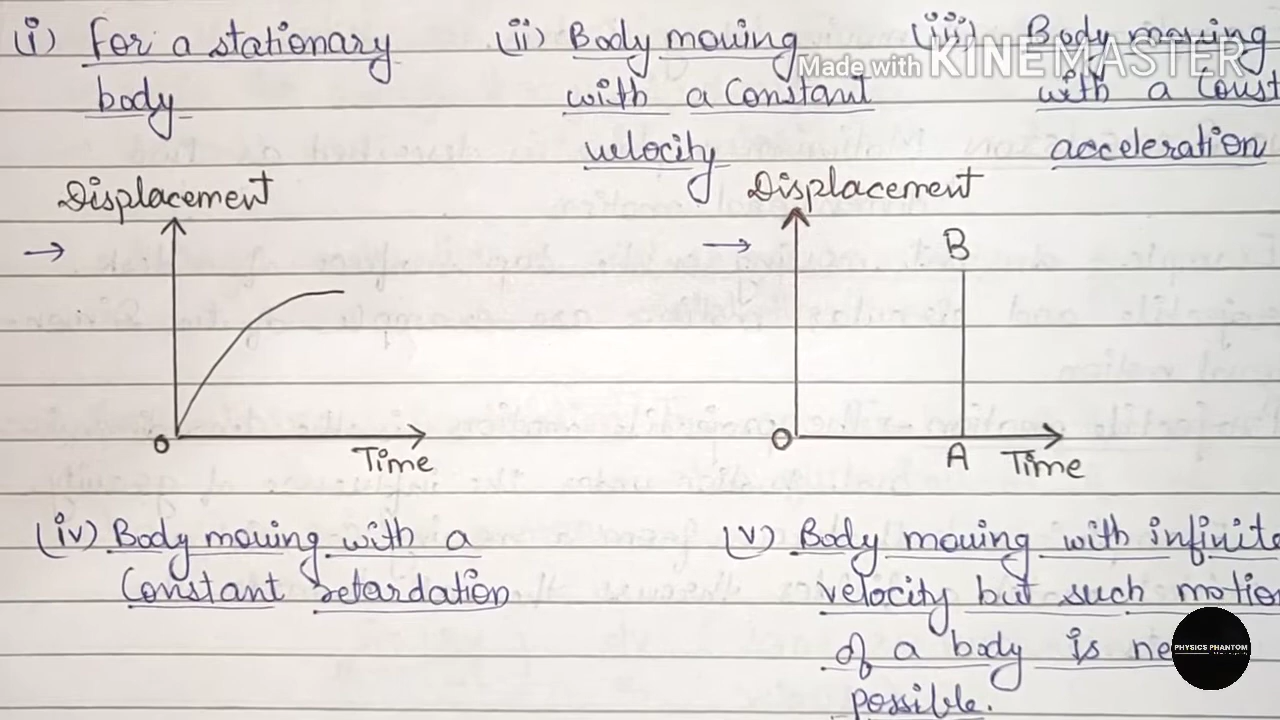 (i) For a stationary
body
(ii) Body moving
with a Constant
velocity
(iii) Body moving
with a Const
acceleration
Made with KINEMASTER
Displacement
→
O
Time
Displacement
→
B
O
A
Time
(iv) Body moving with a
Constant retardation
(v) Body moving with infinite
velocity but such motion
of a body is ne
possible.
PHYSICS PHANTOM